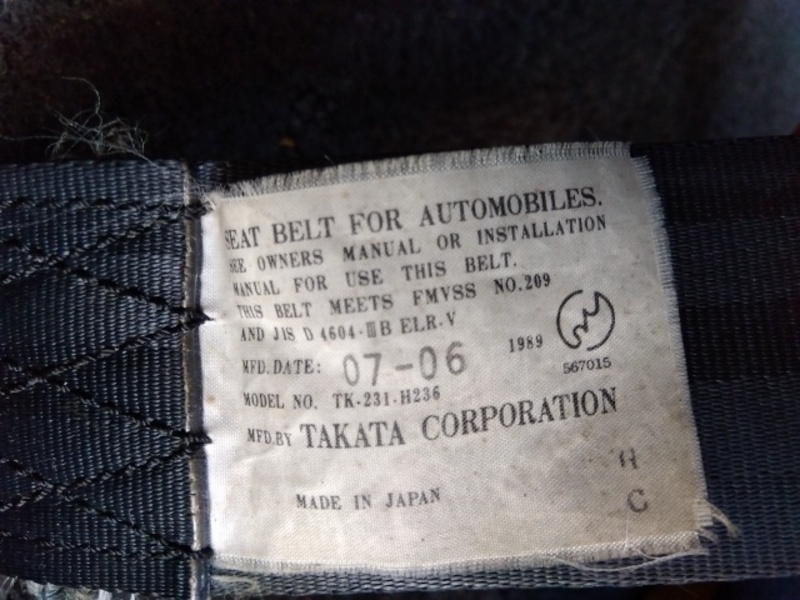 SEAT BELT FOR AUTOMOBILES.
SEE OWNERS MANUAL OR INSTALLATION
MANUAL FOR USE THIS BELT.
THIS BELT MEETS FMVSS NO.209
AND JIS D 4604-ⅢB ELR-V
MFD. DATE: 07-06 1989
567015
MODEL NO. TK-231-H236
MFD.BY TAKATA CORPORATION
H
MADE IN JAPAN
C